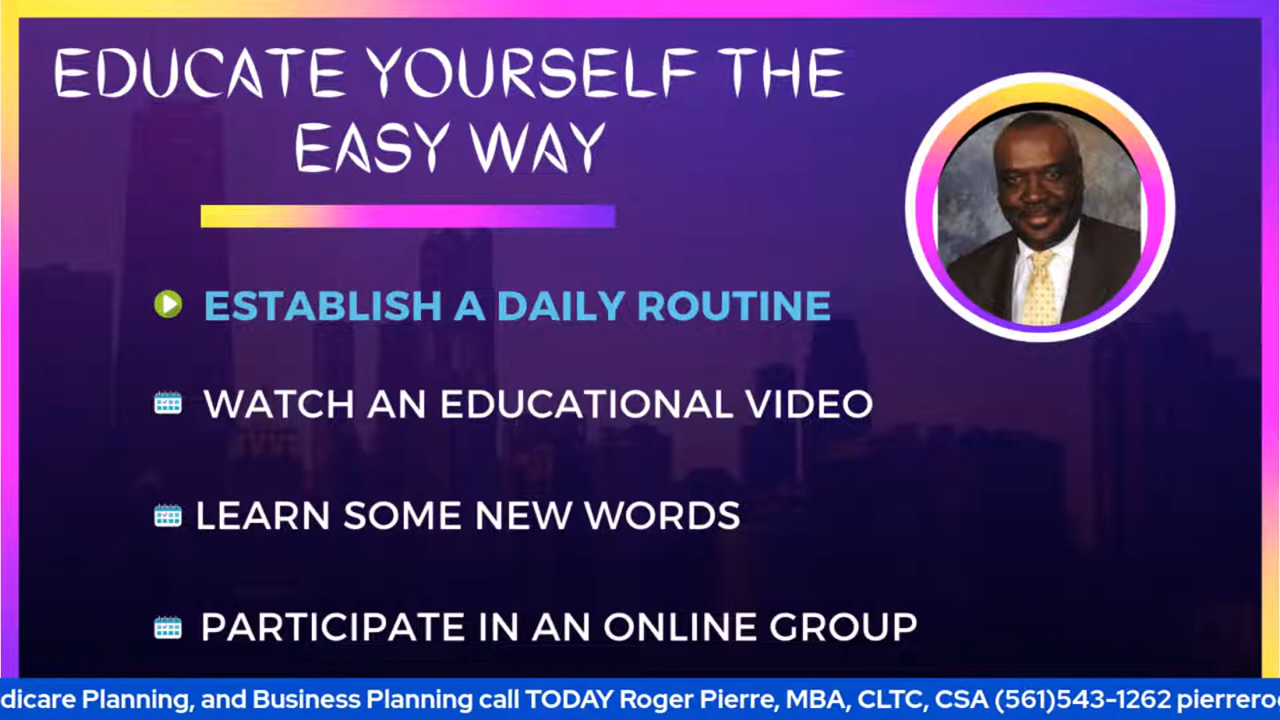 EDUCATE YOURSELF THE
EASY WAY
ESTABLISH A DAILY ROUTINE
WATCH AN EDUCATIONAL VIDEO
LEARN SOME NEW WORDS
PARTICIPATE IN AN ONLINE GROUP
dicare Planning, and Business Planning call TODAY Roger Pierre, MBA, CLTC, CSA (561)543-1262 pierrero